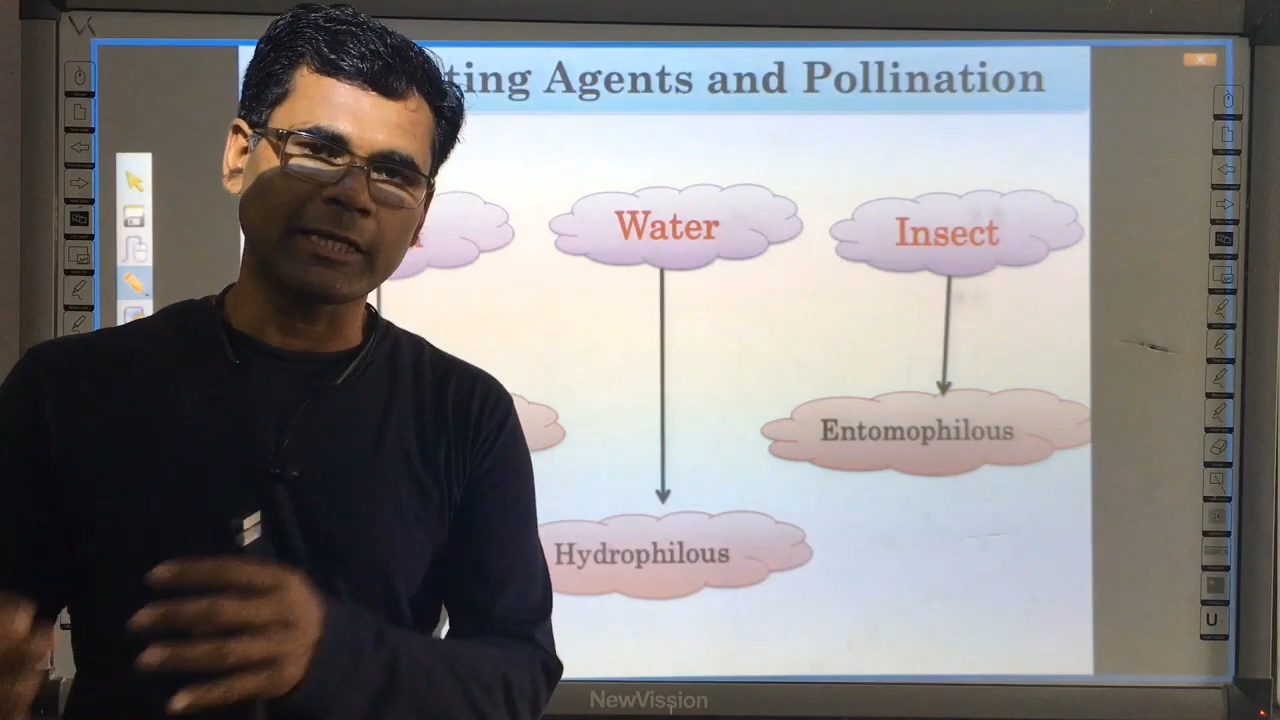 ting Agents and Pollination
Water
Insect
Entomophilous
Hydrophilous
NewVission